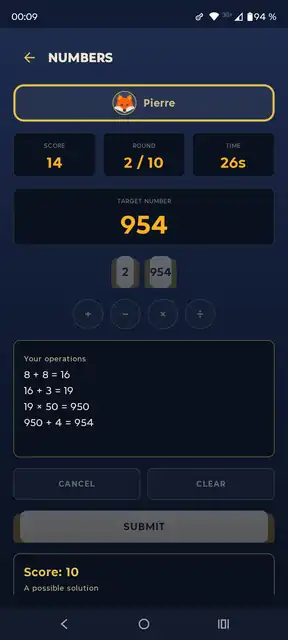 00:09
3G+
94 %
NUMBERS
Pierre
SCORE
ROUND
TIME
14
2 / 10
26s
TARGET NUMBER
954
2
954
+
−
×
÷
Your operations
8 + 8 = 16
16 + 3 = 19
19 × 50 = 950
950 + 4 = 954
CANCEL
CLEAR
SUBMIT
Score: 10
A possible solution